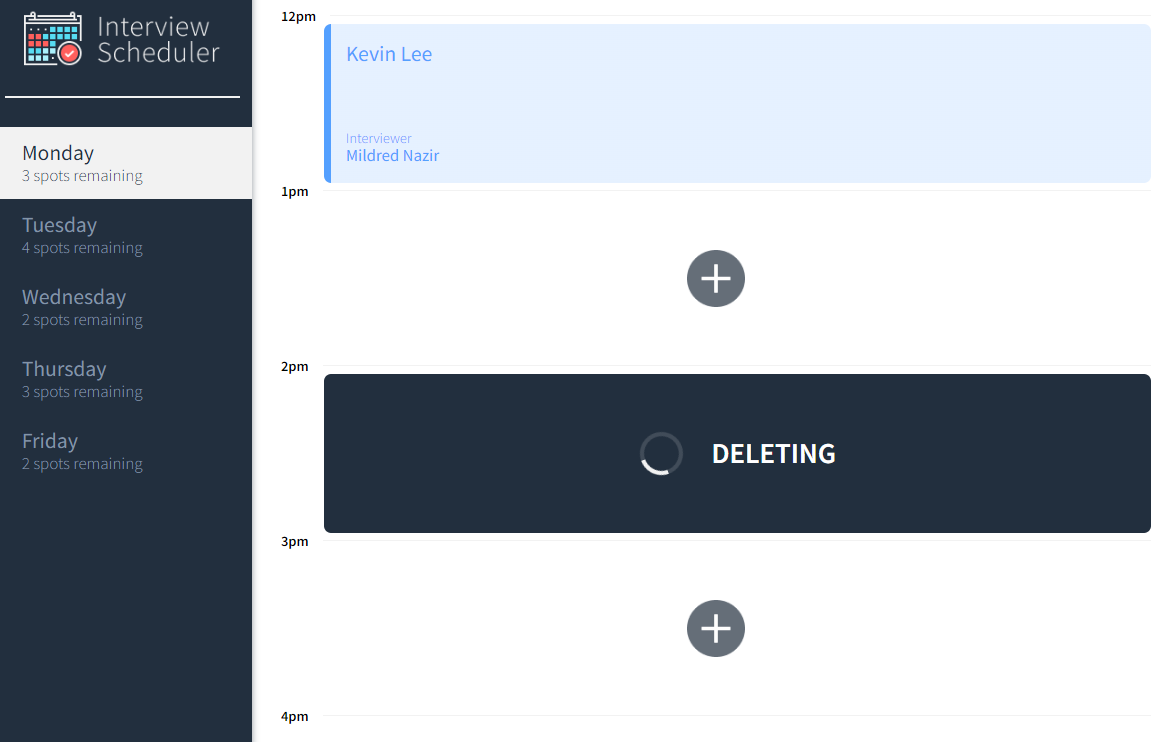 Interview
Scheduler
Monday
3 spots remaining
Tuesday
4 spots remaining
Wednesday
2 spots remaining
Thursday
3 spots remaining
Friday
2 spots remaining
12pm
Kevin Lee
Interviewer
Mildred Nazir
1pm
2pm
DELETING
3pm
4pm